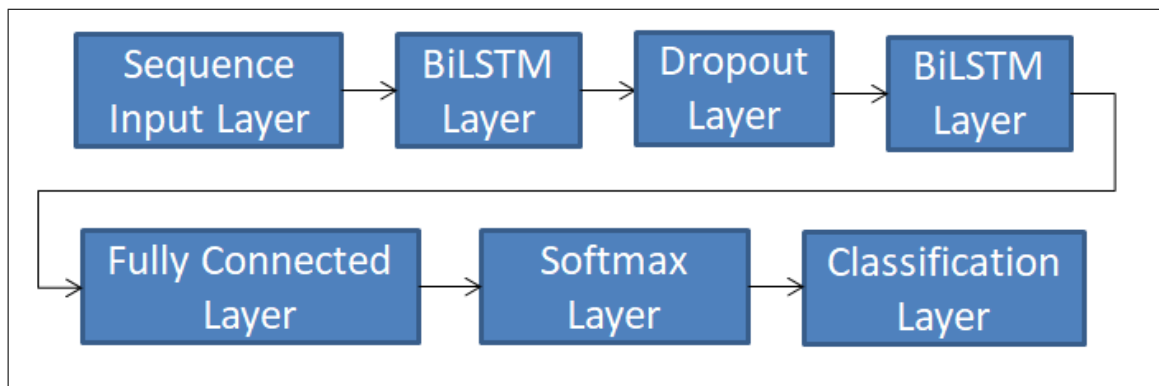 Sequence
Input Layer
BiLSTM
Layer
Dropout
Layer
BiLSTM
Layer
Fully Connected
Layer
Softmax
Layer
Classification
Layer